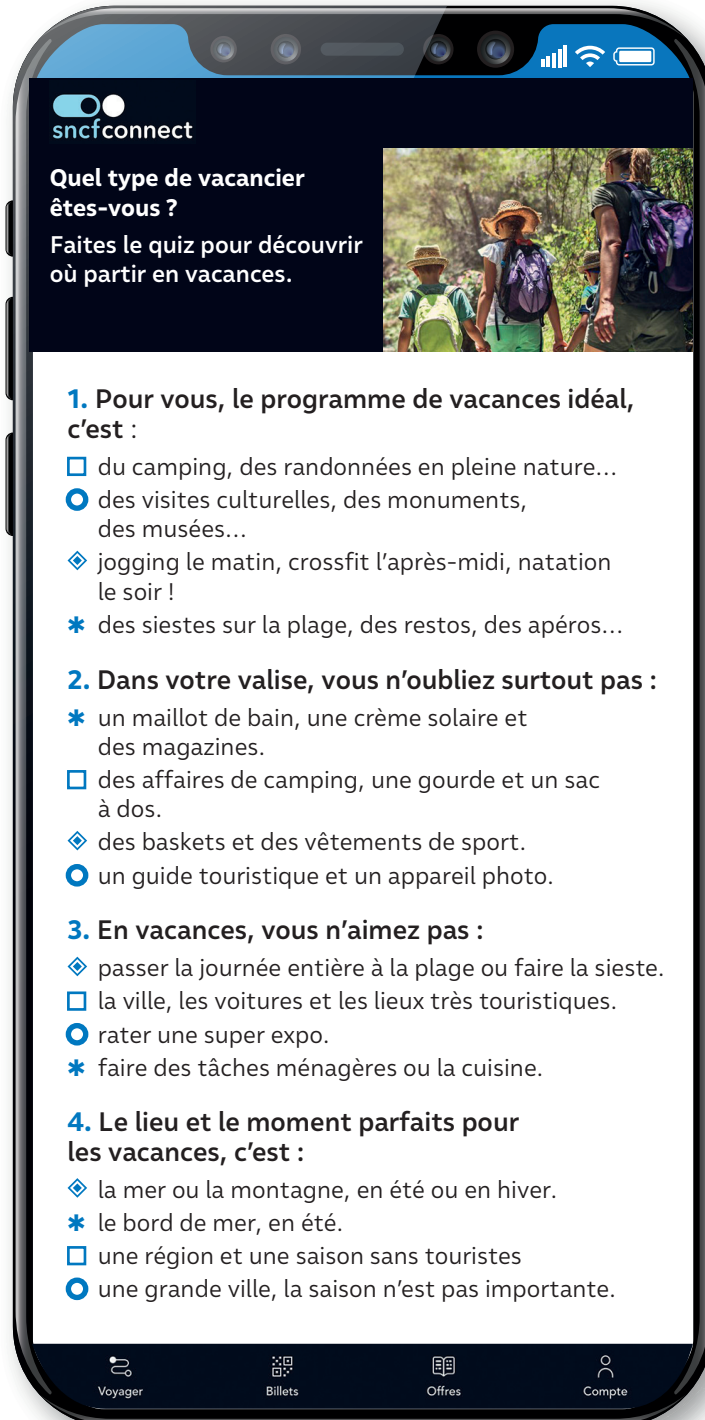 sncfconnect
Quel type de vacancier
êtes-vous ?
Faites le quiz pour découvrir
où partir en vacances.
1. Pour vous, le programme de vacances idéal,
c’est :
du camping, des randonnées en pleine nature…
des visites culturelles, des monuments,
des musées…
jogging le matin, crossfit l’après-midi, natation
le soir !
des siestes sur la plage, des restos, des apéros…
2. Dans votre valise, vous n’oubliez surtout pas :
un maillot de bain, une crème solaire et
des magazines.
des affaires de camping, une gourde et un sac
à dos.
des baskets et des vêtements de sport.
un guide touristique et un appareil photo.
3. En vacances, vous n’aimez pas :
passer la journée entière à la plage ou faire la sieste.
la ville, les voitures et les lieux très touristiques.
rater une super expo.
faire des tâches ménagères ou la cuisine.
4. Le lieu et le moment parfaits pour
les vacances, c’est :
la mer ou la montagne, en été ou en hiver.
le bord de mer, en été.
une région et une saison sans touristes
une grande ville, la saison n’est pas importante.
Voyager Billets Offres Compte